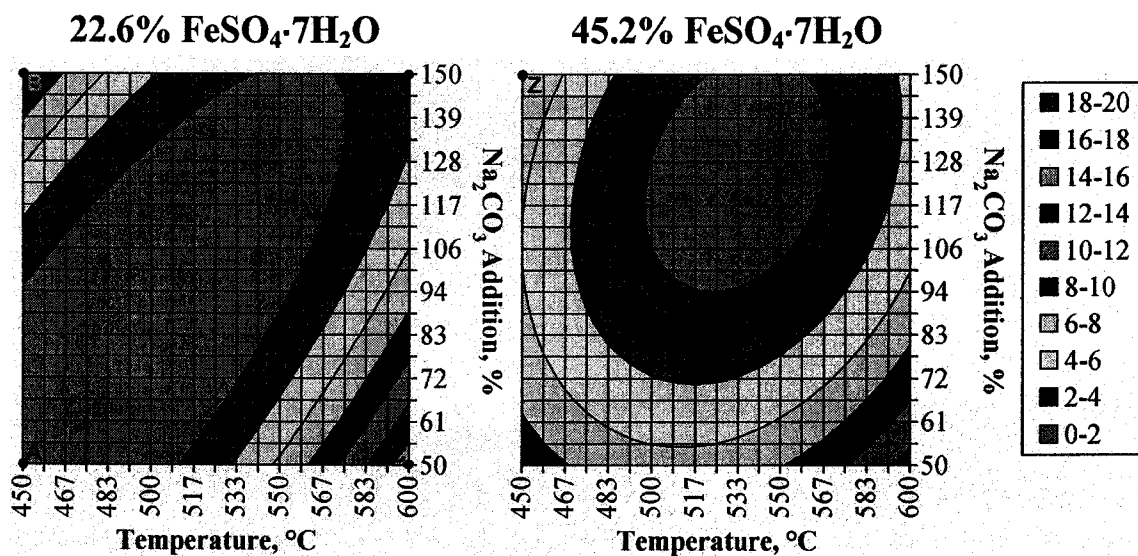 22.6% FeSO₄·7H₂O
45.2% FeSO₄·7H₂O
B
Z
A
150
139
128
117
106
94
83
72
61
50
Na₂CO₃ Addition, %
150
139
128
117
106
94
83
72
61
50
Na₂CO₃ Addition, %
18-20
16-18
14-16
12-14
10-12
8-10
6-8
4-6
2-4
0-2
450 467 483 500 517 533 550 567 583 600
Temperature, °C
450 467 483 500 517 533 550 567 583 600
Temperature, °C